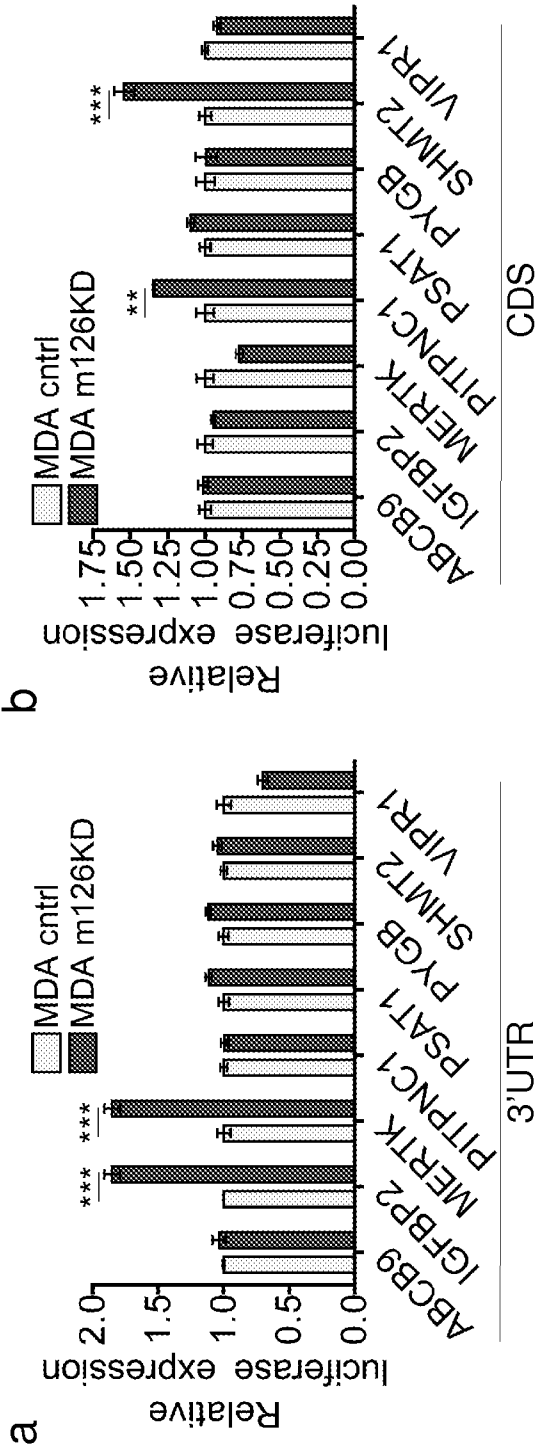 a
Relative
luciferase expression
2.0
1.5
1.0
0.5
0.0
MDA cntrl
MDA m126KD
***
***
ABCB9
IGFBP2
MERTK
PITPNC1
PSAT1
PYGB
SHMT2
VIPR1
3'UTR
b
Relative
luciferase expression
1.75
1.50
1.25
1.00
0.75
0.50
0.25
0.00
MDA cntrl
MDA m126KD
**
***
ABCB9
IGFBP2
MERTK
PITPNC1
PSAT1
PYGB
SHMT2
VIPR1
CDS